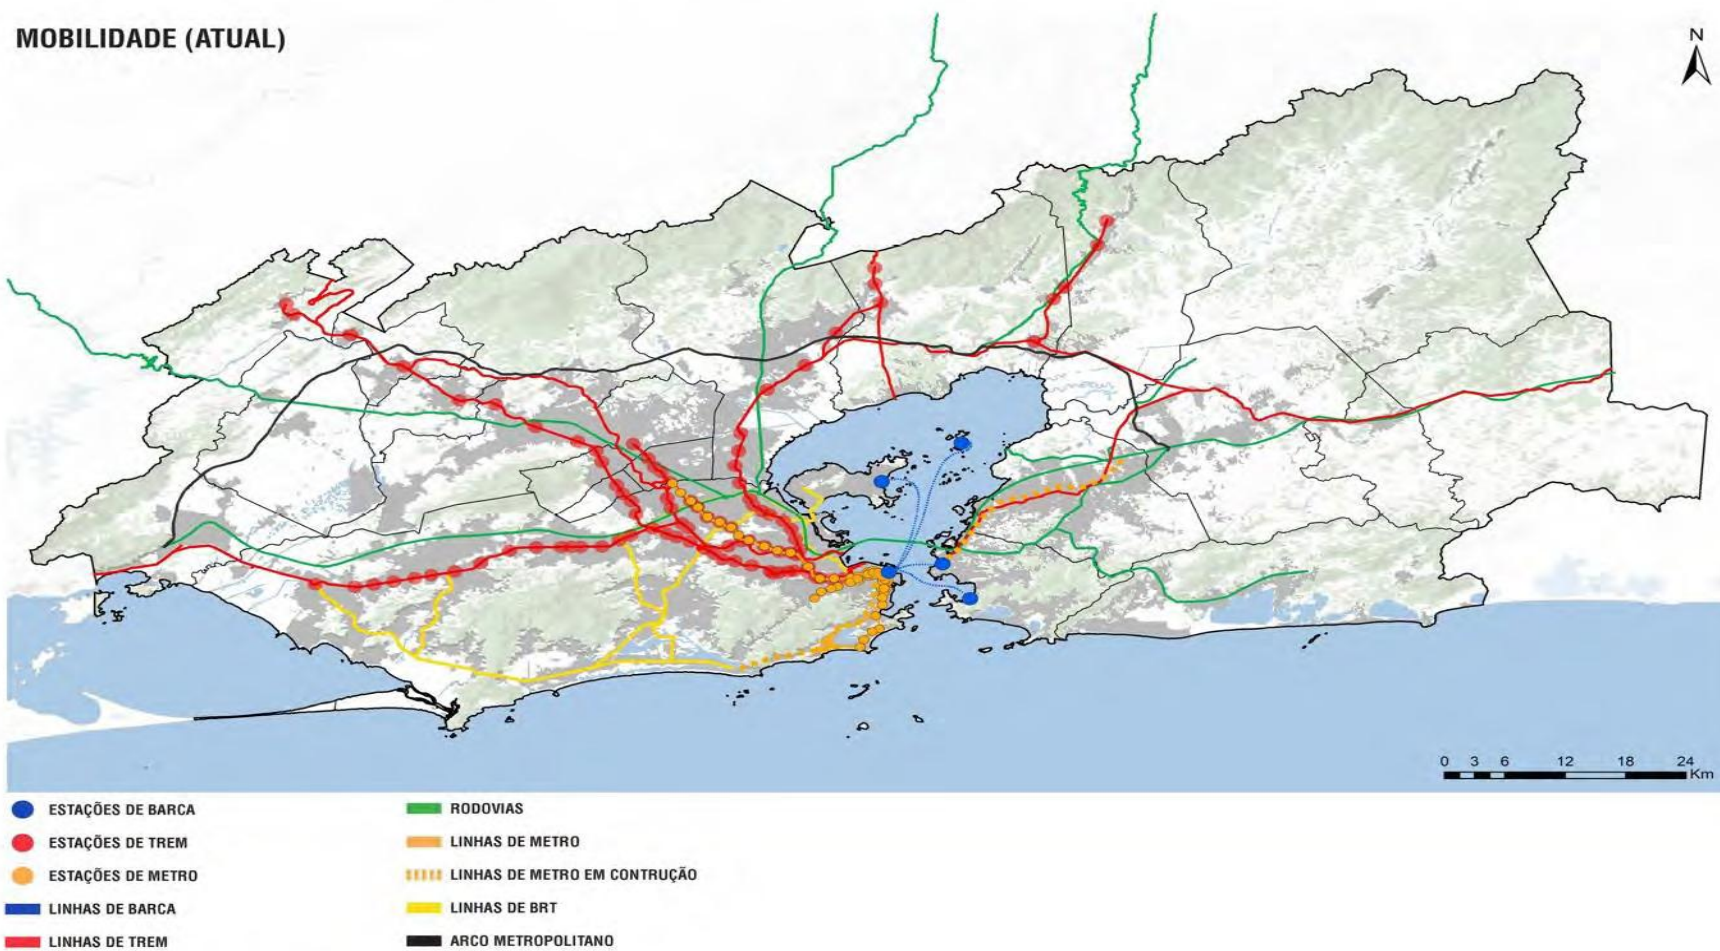 MOBILIDADE (ATUAL)
N
0 3 6 12 18 24
Km
ESTAÇÕES DE BARCA
ESTAÇÕES DE TREM
ESTAÇÕES DE METRO
LINHAS DE BARCA
LINHAS DE TREM
RODOVIAS
LINHAS DE METRO
LINHAS DE METRO EM CONTRUÇÃO
LINHAS DE BRT
ARCO METROPOLITANO